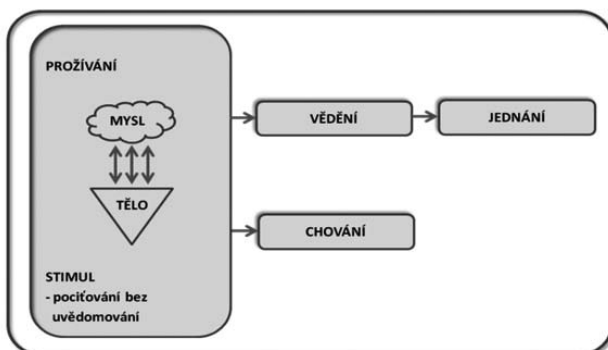 PROŽÍVÁNÍ
MYSL
TĚLO
STIMUL
- pociťování bez
uvědomování
VĚDĚNÍ
JEDNÁNÍ
CHOVÁNÍ